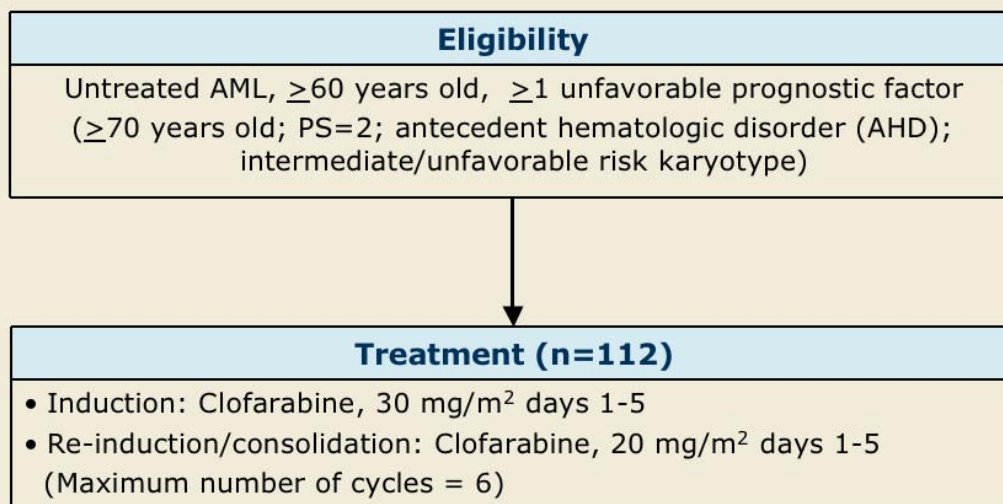 Eligibility
Untreated AML, ≥60 years old, ≥1 unfavorable prognostic factor
(≥70 years old; PS=2; antecedent hematologic disorder (AHD);
intermediate/unfavorable risk karyotype)
Treatment (n=112)
• Induction: Clofarabine, 30 mg/m² days 1-5
• Re-induction/consolidation: Clofarabine, 20 mg/m² days 1-5
(Maximum number of cycles = 6)